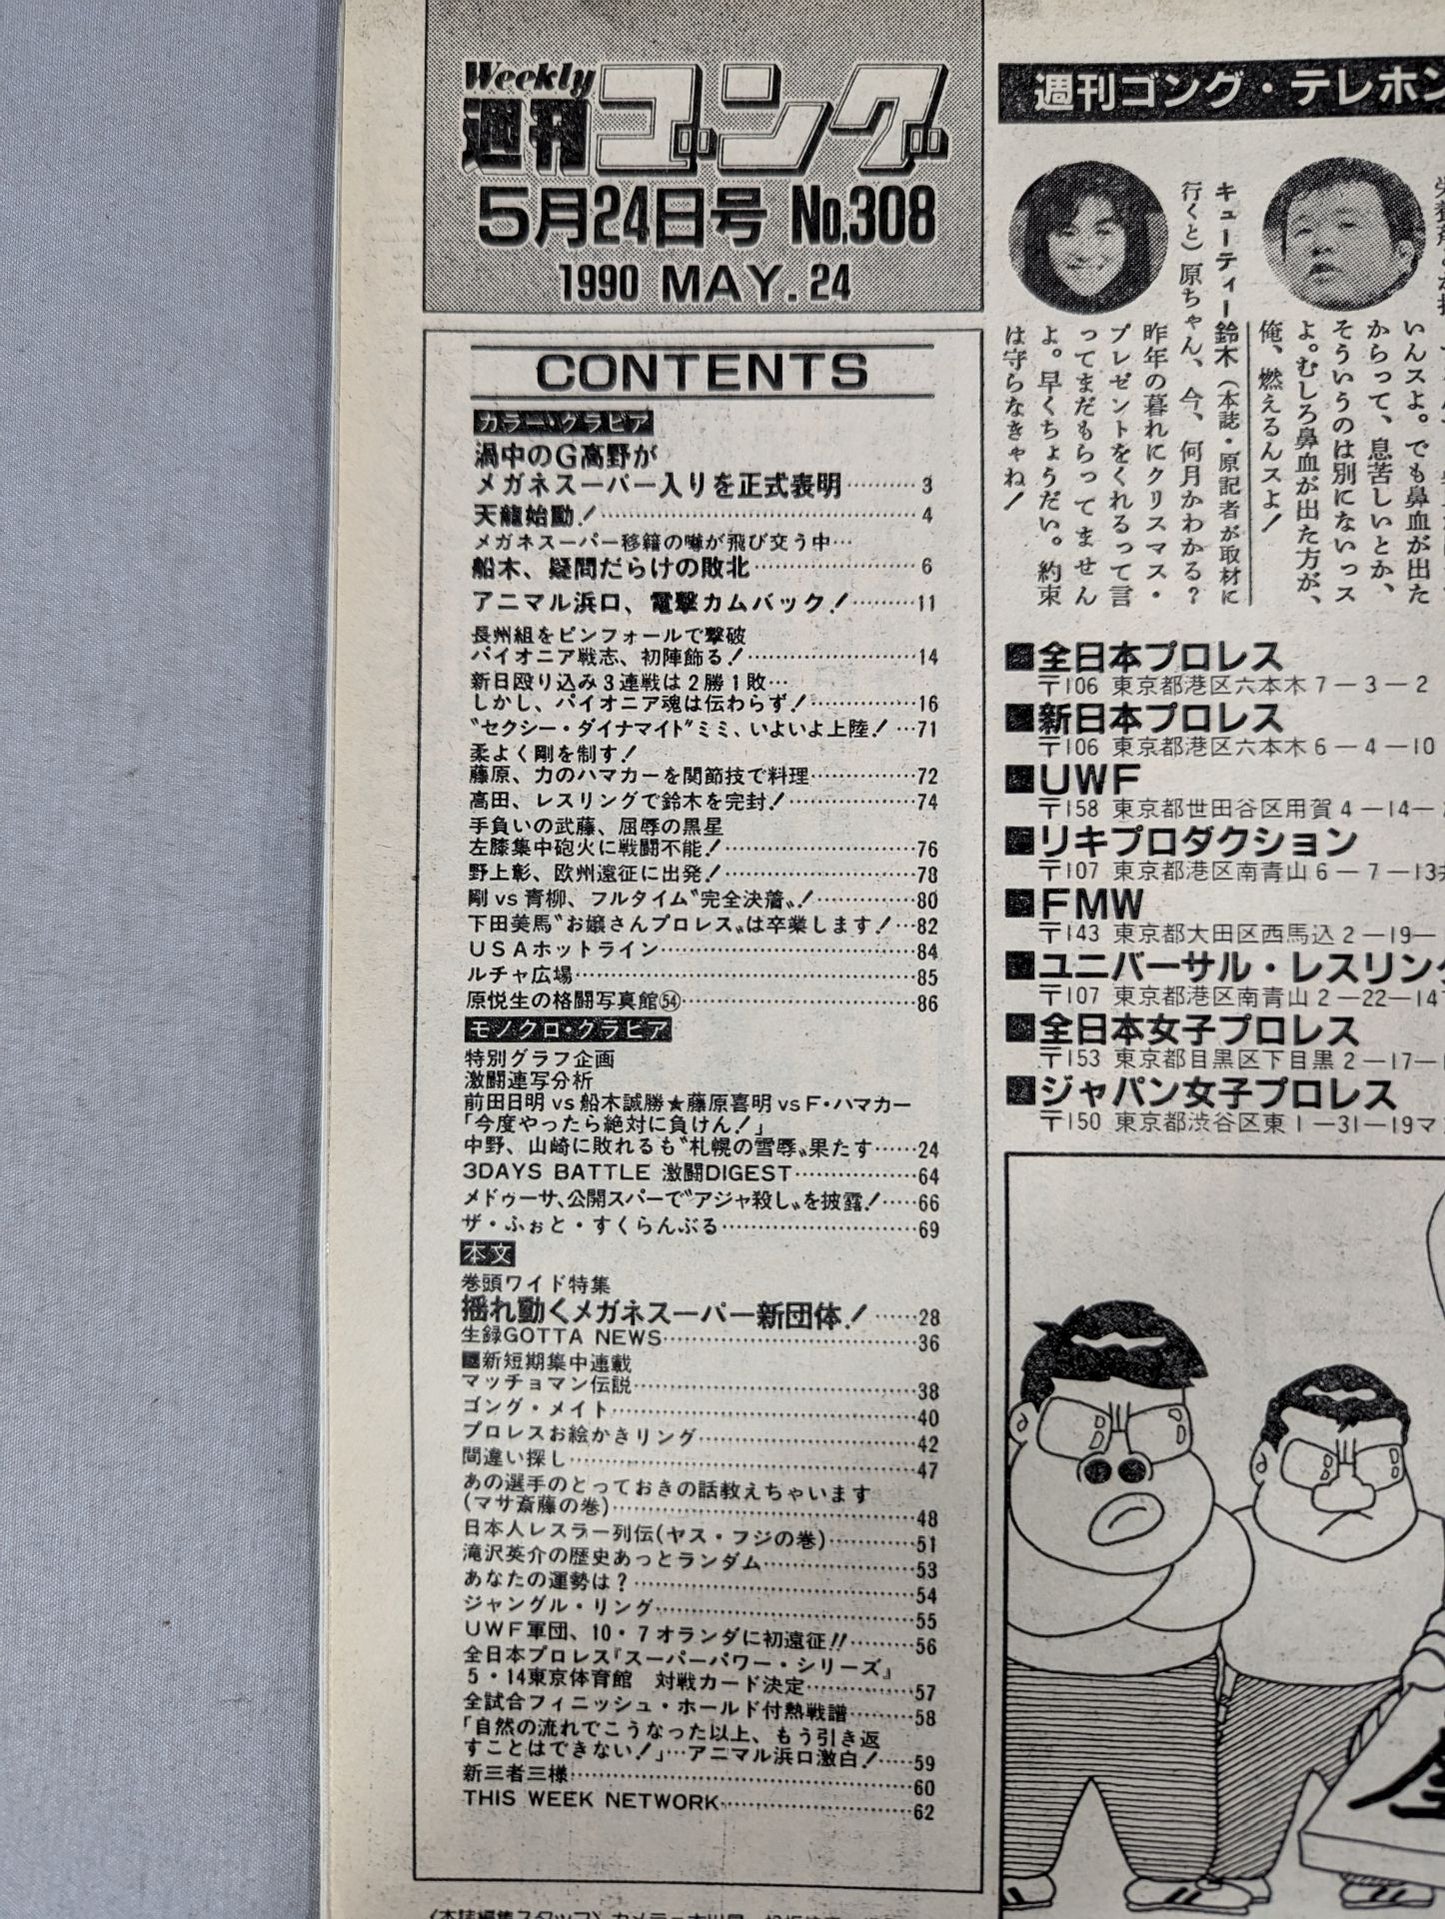 Weekly
週刊ゴング
5月24日号 No.308
1990 MAY. 24
CONTENTS
カラー・グラビア
渦中のG高野が
メガネスーパー入りを正式表明………3
天龍始動！………4
メガネスーパー移籍の噂が飛び交う中…
船木、疑問だらけの敗北………6
アニマル浜口、電撃カムバック！………11
長州組をピンフォールで撃破
パイオニア戦志、初陣飾る！………14
新日殴り込み3連戦は2勝1敗…
しかし、パイオニア魂は伝わらず！………16
〝セクシー・ダイナマイト〟ミミ、いよいよ上陸！…71
柔よく剛を制す！
藤原、力のハマカーを関節技で料理………72
高田、レスリングで鈴木を完封！………74
手負いの武藤、屈辱の黒星
左膝集中砲火に戦闘不能！………76
野上彰、欧州遠征に出発！………78
剛vs青柳、フルタイム〝完全決着〟！………80
下田美馬〝お嬢さんプロレス〟は卒業します！…82
USAホットライン………84
ルチャ広場………85
原悦生の格闘写真館㊴………86
モノクロ・グラビア
特別グラフ企画
激闘連写分析
前田日明vs船木誠勝★藤原喜明vsF・ハマカー
「今度やったら絶対に負けん！」
中野、山崎に敗れるも〝札幌の雪辱〟果たす……24
3DAYS BATTLE 激闘DIGEST………64
メドゥーサ、公開スパーで〝アジャ殺し〟を披露！……66
ザ・ふぉと・すくらんぶる………69
本文
巻頭ワイド特集
揺れ動くメガネスーパー新団体！……28
生録GOTTA NEWS………36
■新短期集中連載
マッチョマン伝説………38
ゴング・メイト………40
プロレスお絵かきリング………42
間違い探し………47
あの選手のとっておきの話教えちゃいます
(マサ斎藤の巻)………48
日本人レスラー列伝(ヤス・フジの巻)………51
滝沢英介の歴史あっとランダム………53
あなたの運勢は？………54
ジャングル・リング………55
UWF軍団、10・7オランダに初遠征!!………56
全日本プロレス『スーパーパワー・シリーズ』
5・14東京体育館 対戦カード決定………57
全試合フィニッシュ・ホールド付熱戦譜………58
「自然の流れでこうなった以上、もう引き返
すことはできない！」…アニマル浜口激白！……59
新三者三様………60
THIS WEEK NETWORK………62
週刊ゴング・テレホン
いんスよ。でも鼻血が出た
からって、息苦しいとか、
そういうのは別にないっス
よ。むしろ鼻血が出た方が、
俺、燃えるんスよ！
キューティー鈴木（本誌・原記者が取材に
行くと）原ちゃん、今、何月かわかる？
昨年の暮れにクリスマス・
プレゼントをくれるって言
ってまだもらってません
よ。早くちょうだい。約束
は守らなきゃね！
■全日本プロレス
〒106 東京都港区六本木7－3－2
■新日本プロレス
〒106 東京都港区六本木6－4－10
■UWF
〒158 東京都世田谷区用賀4－14－
■リキプロダクション
〒107 東京都港区南青山6－7－13
■FMW
〒143 東京都大田区西馬込2－19－
■ユニバーサル・レスリング
〒107 東京都港区南青山2－22－14
■全日本女子プロレス
〒153 東京都目黒区下目黒2－17－
■ジャパン女子プロレス
〒150 東京都渋谷区東1－31－19マ